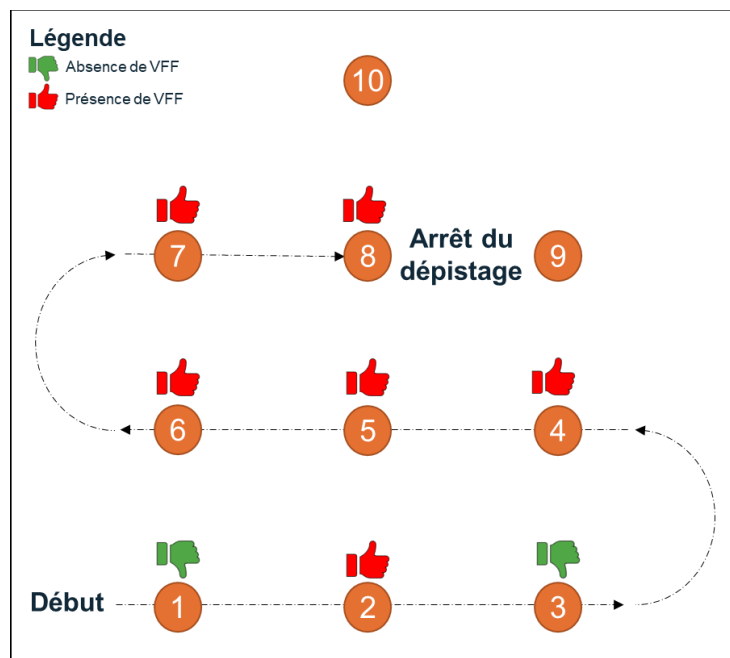 Légende
Absence de VFF
Présence de VFF
10
7
8
Arrêt du
dépistage
9
6
5
4
Début
1
2
3